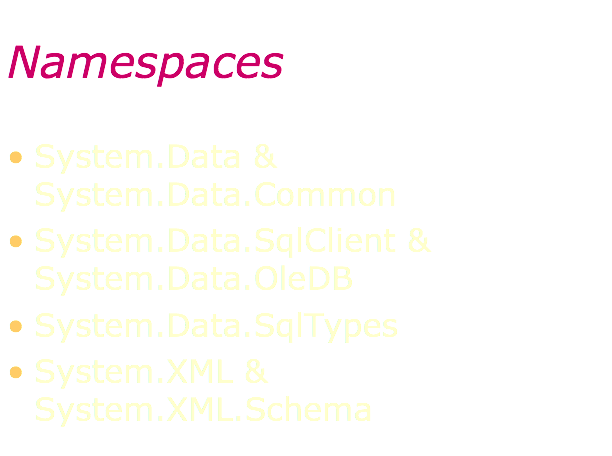 Namespaces
• System.Data &
System.Data.Common
• System.Data.SqlClient &
System.Data.OleDB
• System.Data.SqlTypes
• System.XML &
System.XML.Schema